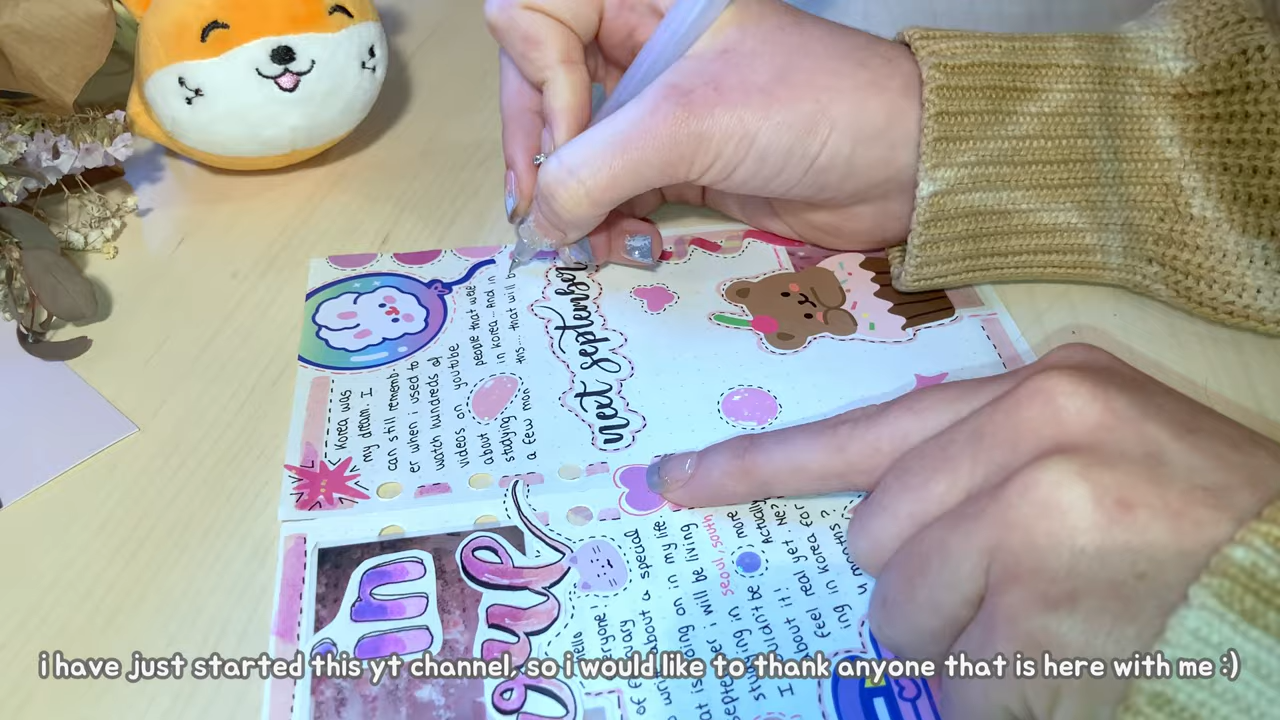 Korea was
my dream. I
can still rememb-
er when i used to
watch hundreds of
videos on youtube
about people that were
studying in korea... And in
a few mon this.... that will b
next september
in
hello
everyone!
of February
about a special
that is going on in my life.
september i will be living
studying in seoul, south
I couldn't be more
about it! Actually
feel real yet. Ne?
ing in korea for
months?
i have just started this yt channel, so i would like to thank anyone that is here with me :)